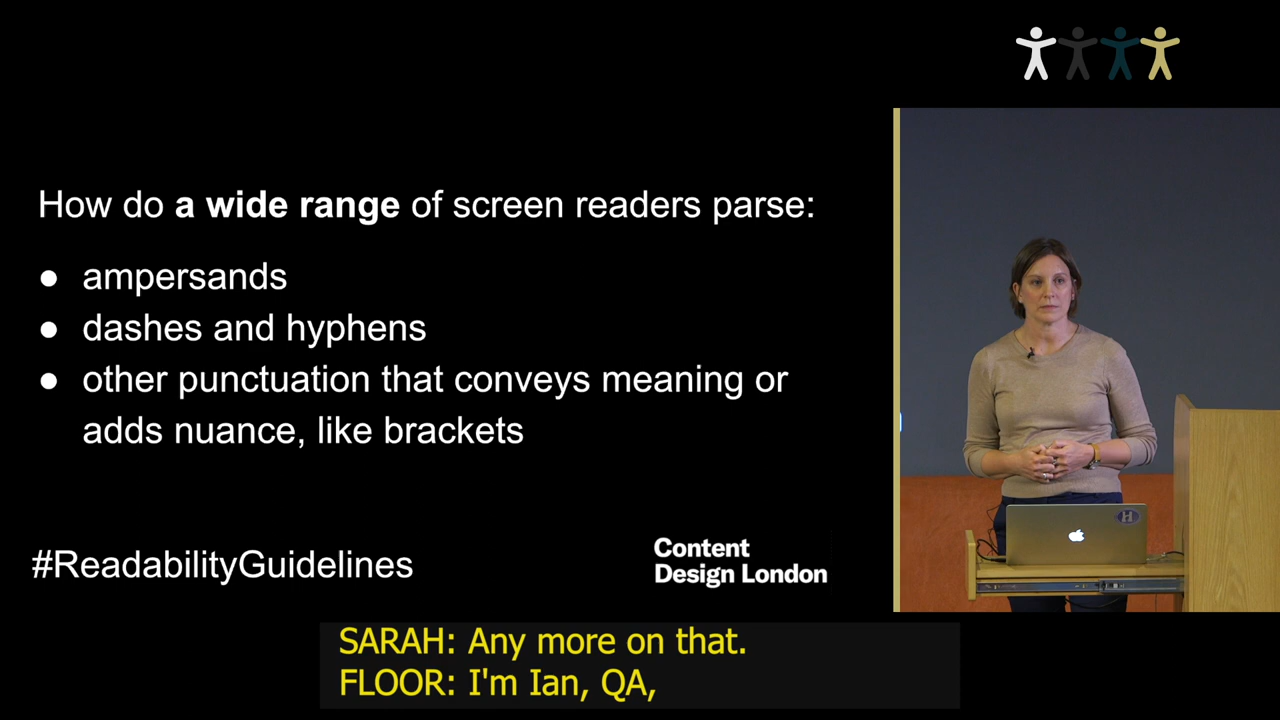 How do a wide range of screen readers parse:
● ampersands
● dashes and hyphens
● other punctuation that conveys meaning or
adds nuance, like brackets
#ReadabilityGuidelines
Content
Design London
H
SARAH: Any more on that.
FLOOR: I'm Ian, QA,